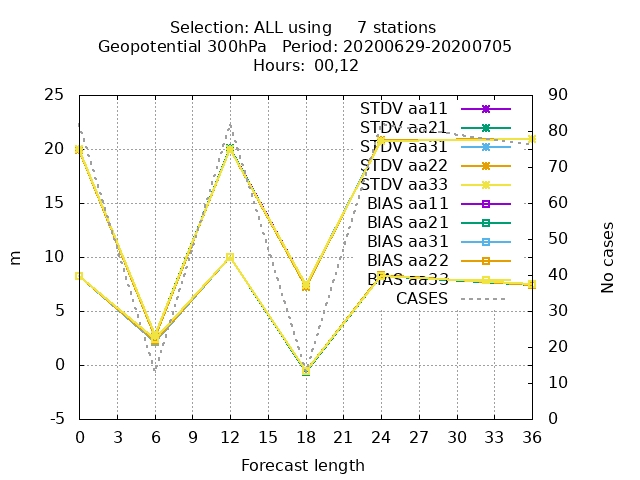 Selection: ALL using     7 stations
Geopotential 300hPa   Period: 20200629-20200705
Hours:  00,12
25
20
15
10
5
0
-5
m
90
80
70
60
50
40
30
20
10
0
No cases
STDV aa11
STDV aa21
STDV aa31
STDV aa22
STDV aa33
BIAS aa11
BIAS aa21
BIAS aa31
BIAS aa22
BIAS aa33
CASES
0 3 6 9 12 15 18 21 24 27 30 33 36
Forecast length